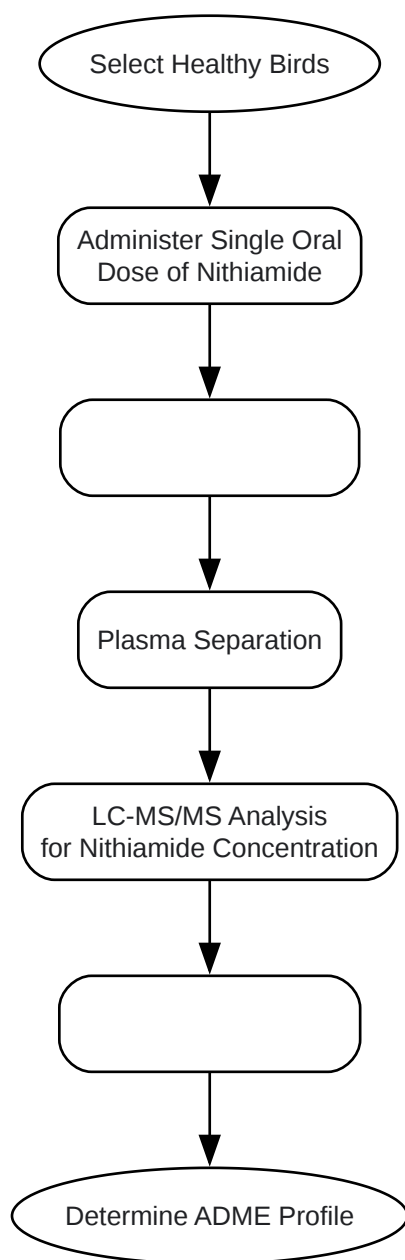 Select Healthy Birds
Administer Single Oral
Dose of Nithiamide
Plasma Separation
LC-MS/MS Analysis
for Nithiamide Concentration
Determine ADME Profile